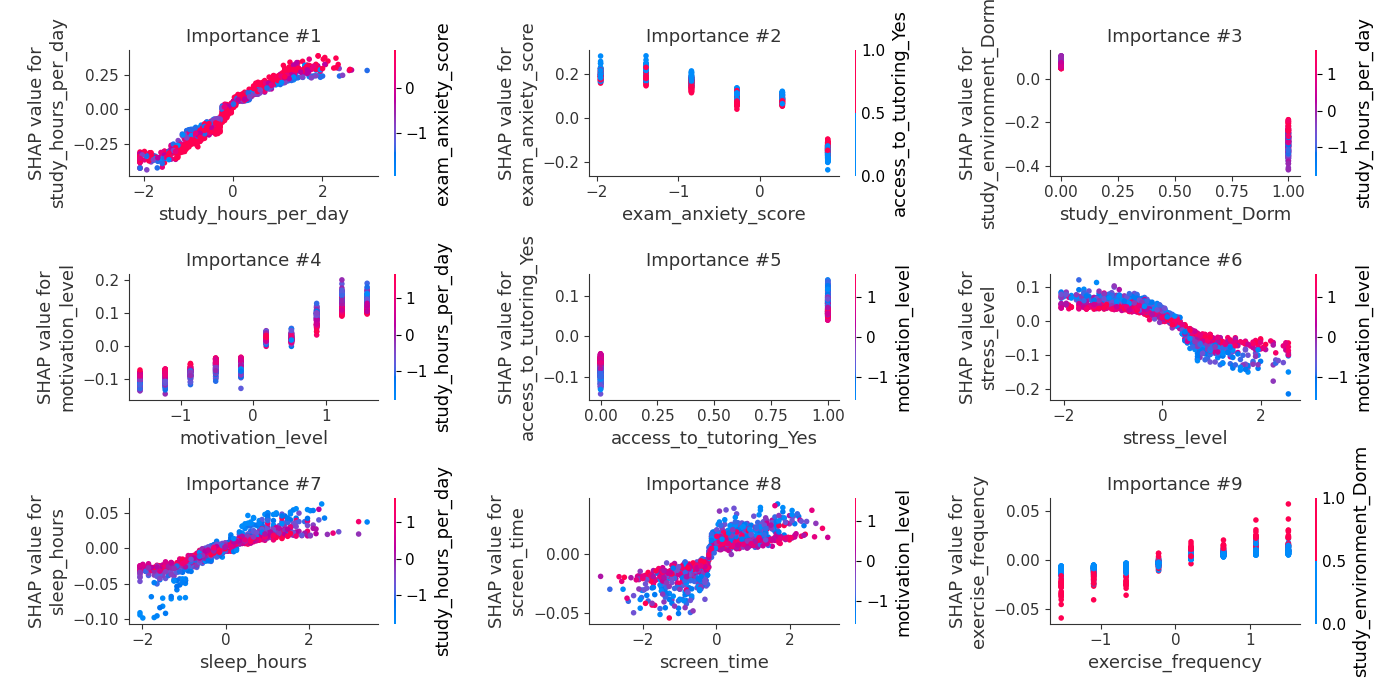 Importance #1
SHAP value for
study_hours_per_day
0.25
0.00
−0.25
−2
0
2
study_hours_per_day
0
−1
exam_anxiety_score
Importance #2
SHAP value for
exam_anxiety_score
0.2
0.0
−0.2
−2
−1
0
exam_anxiety_score
1.0
0.5
0.0
access_to_tutoring_Yes
Importance #3
SHAP value for
study_environment_Dorm
0.0
−0.2
−0.4
0.00
0.25
0.50
0.75
1.00
study_environment_Dorm
1
0
−1
study_hours_per_day
Importance #4
SHAP value for
motivation_level
0.2
0.1
0.0
−0.1
−1
0
1
motivation_level
1
0
−1
study_hours_per_day
Importance #5
SHAP value for
access_to_tutoring_Yes
0.1
0.0
−0.1
0.00
0.25
0.50
0.75
1.00
access_to_tutoring_Yes
1
0
−1
motivation_level
Importance #6
SHAP value for
stress_level
0.1
0.0
−0.1
−0.2
−2
0
2
stress_level
1
0
−1
motivation_level
Importance #7
SHAP value for
sleep_hours
0.05
0.00
−0.05
−0.10
−2
0
2
sleep_hours
1
0
−1
study_hours_per_day
Importance #8
SHAP value for
screen_time
0.00
−0.05
−2
0
2
screen_time
1
0
−1
motivation_level
Importance #9
SHAP value for
exercise_frequency
0.05
0.00
−0.05
−1
0
1
exercise_frequency
1.0
0.5
0.0
study_environment_Dorm